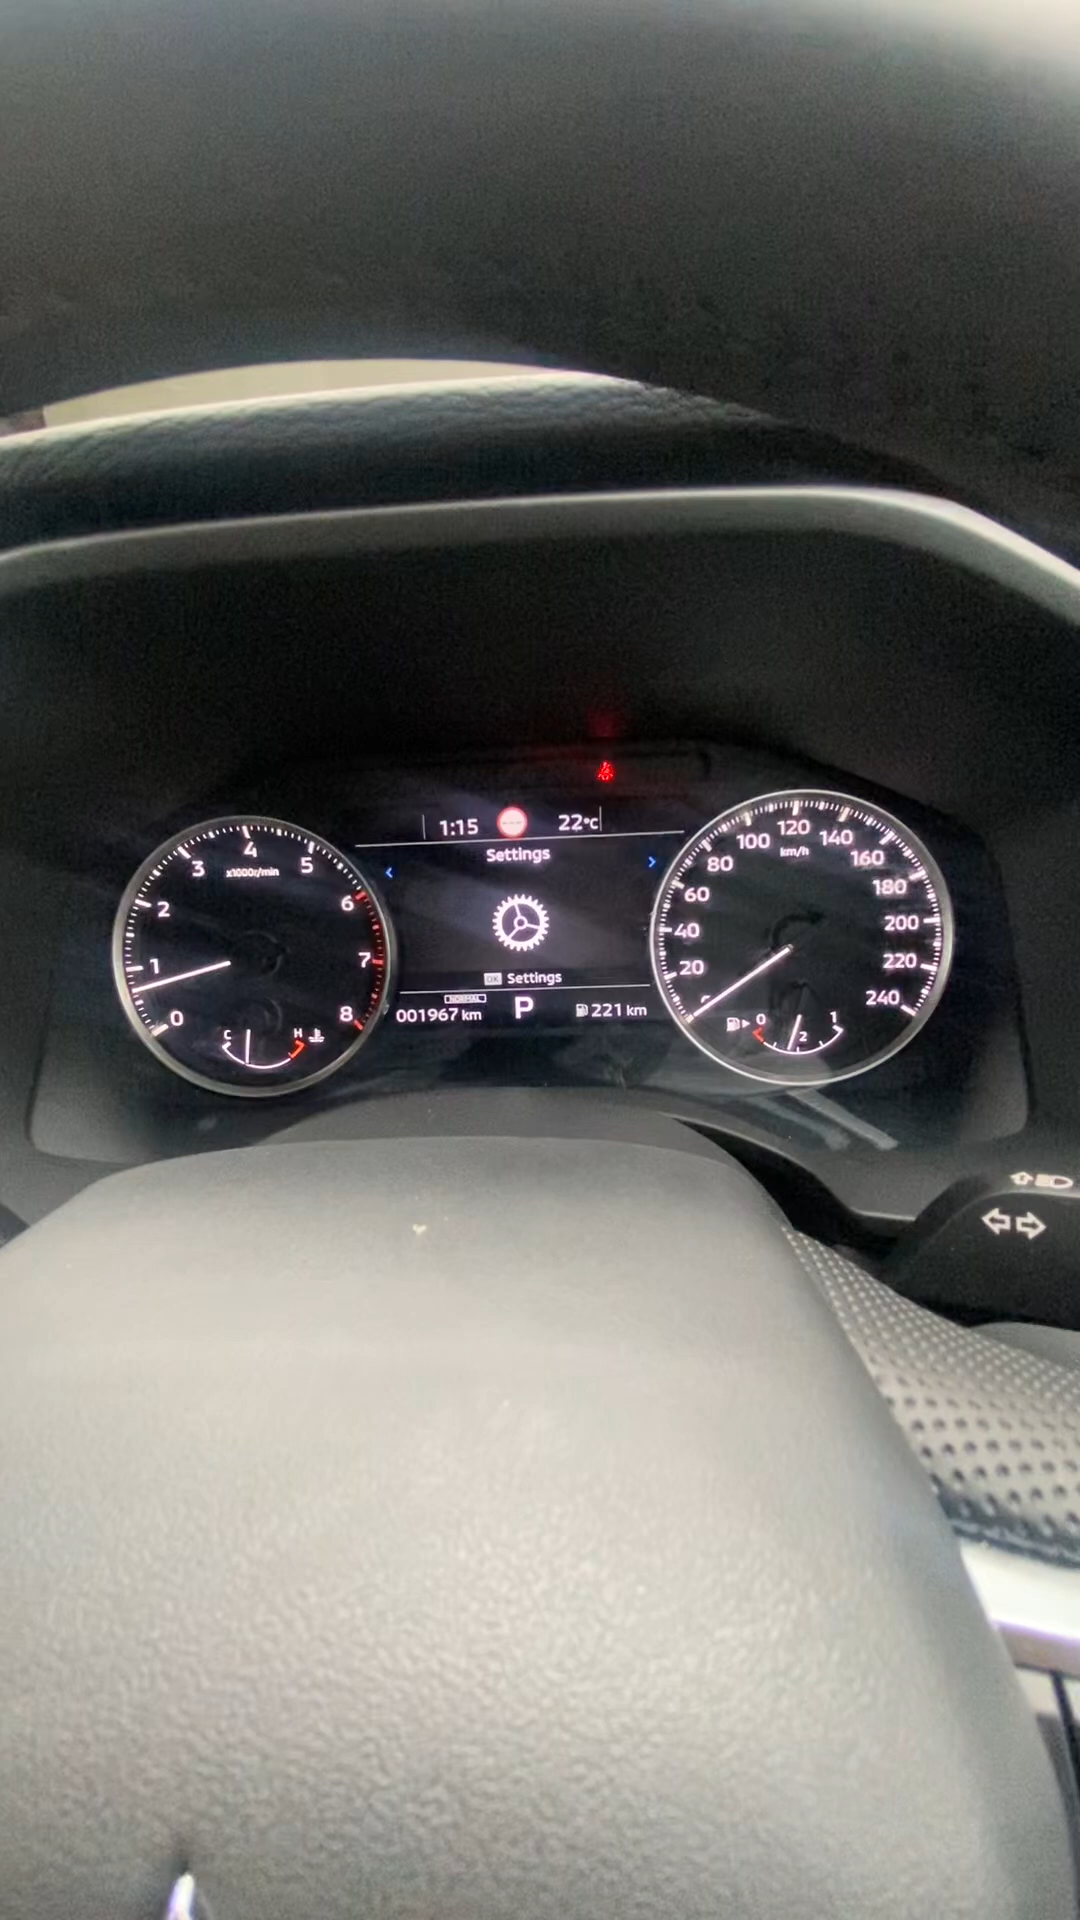 1:15 22°C
Settings
OK Settings
NORMAL
001967 km P 221 km
0 1 2 3 4 5 6 7 8
x1000r/min
C H
0 20 40 60 80 100 120 140 160 180 200 220 240
km/h
0 2 1